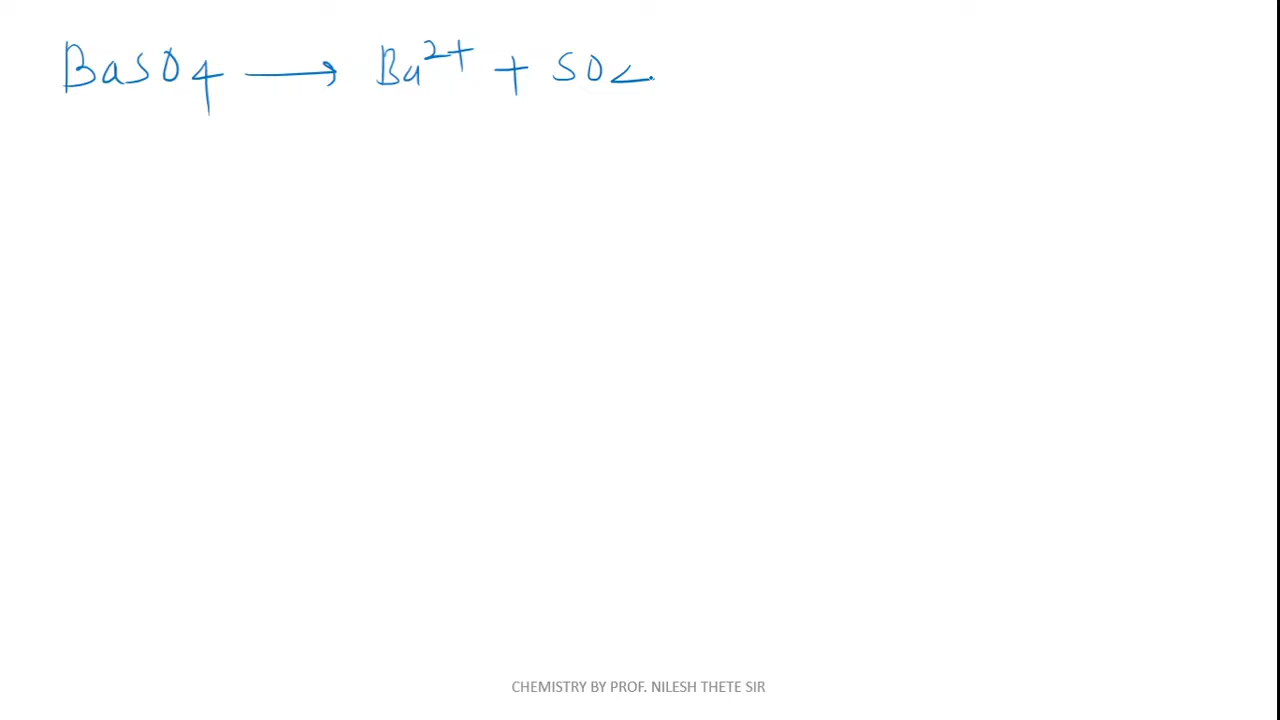 BaSO4 ⟶ Ba2+ + SO
CHEMISTRY BY PROF. NILESH THETE SIR